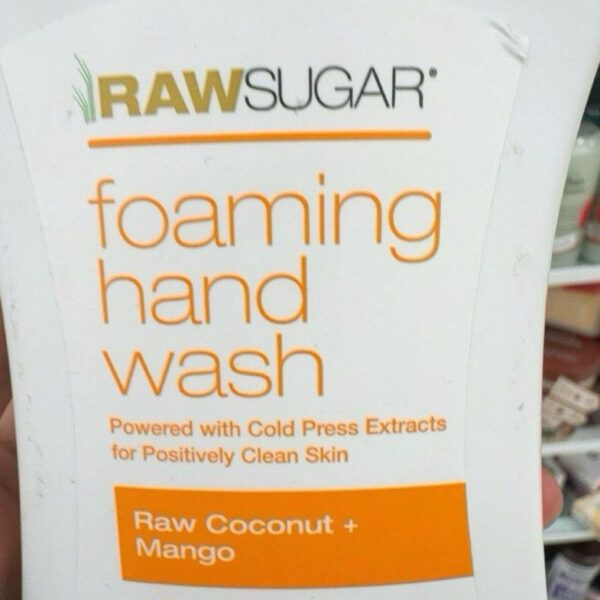 RAWSUGAR®
foaming
hand
wash
Powered with Cold Press Extracts
for Positively Clean Skin
Raw Coconut +
Mango